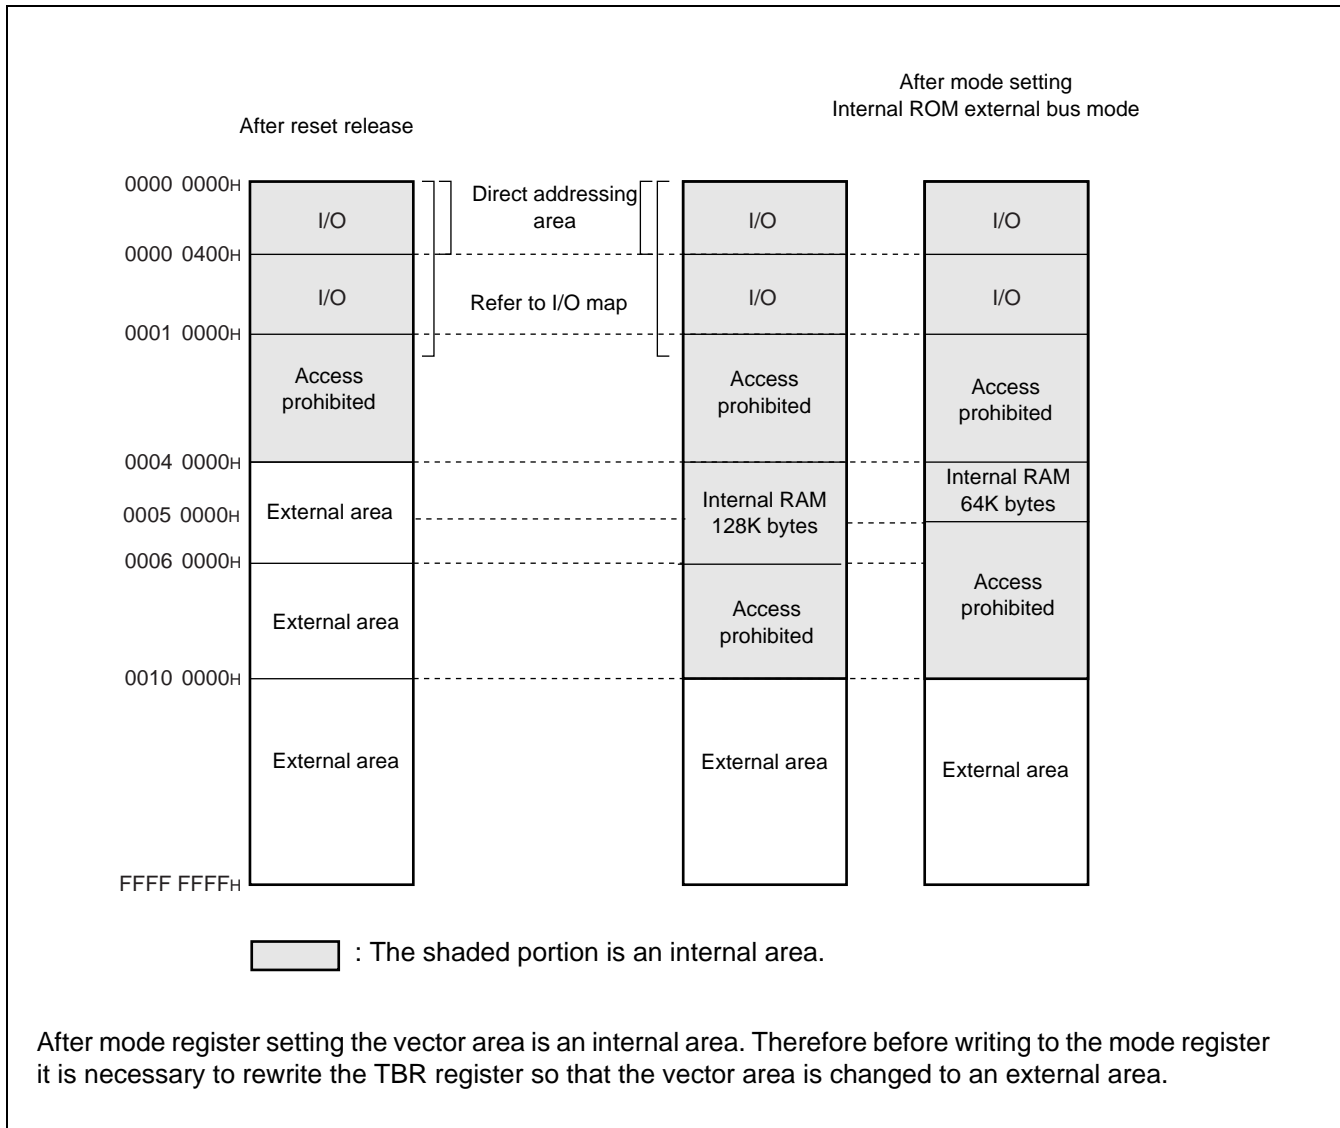 After mode setting
Internal ROM external bus mode
After reset release
0000 0000H
I/O
Direct addressing
area
I/O
I/O
0000 0400H
I/O
Refer to I/O map
I/O
I/O
0001 0000H
Access
prohibited
Access
prohibited
Access
prohibited
0004 0000H
External area
Internal RAM
128K bytes
Internal RAM
64K bytes
0005 0000H
0006 0000H
External area
Access
prohibited
Access
prohibited
0010 0000H
External area
External area
External area
FFFF FFFFH
: The shaded portion is an internal area.
After mode register setting the vector area is an internal area. Therefore before writing to the mode register
it is necessary to rewrite the TBR register so that the vector area is changed to an external area.